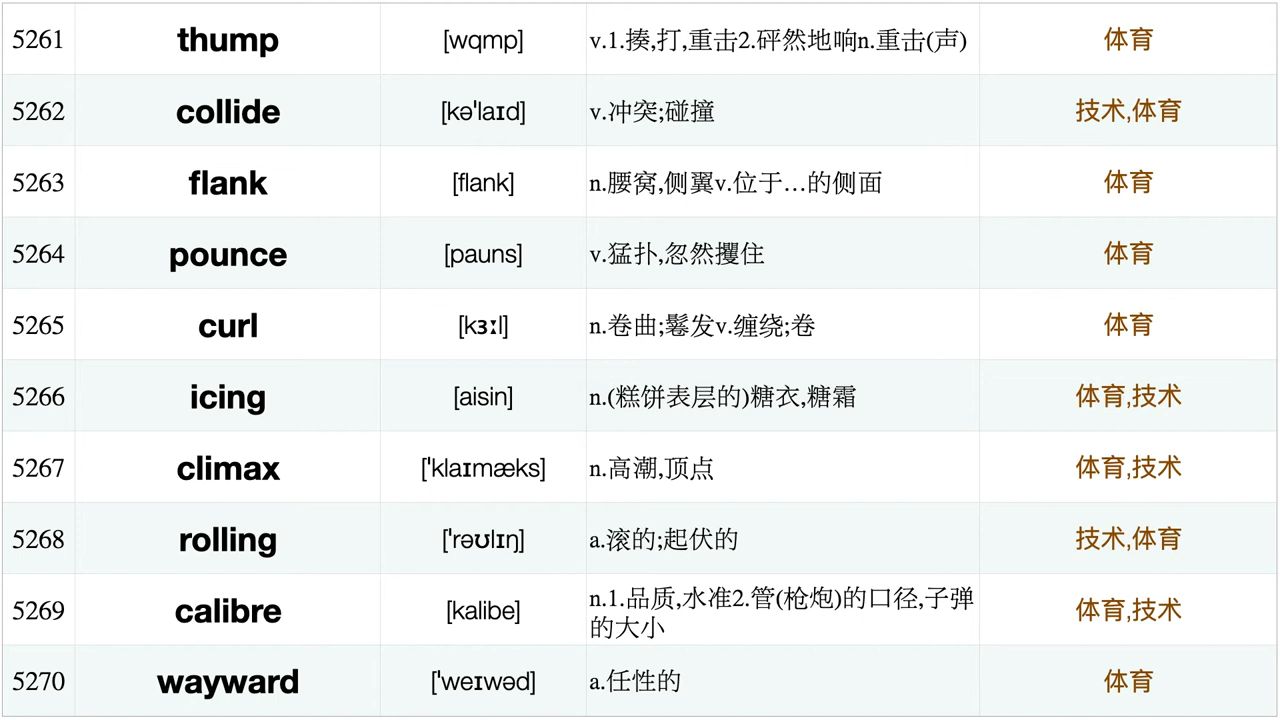 5261 thump [wqmp] v.1.揍,打,重击2.砰然地响n.重击(声) 体育
5262 collide [kəˈlaɪd] v.冲突;碰撞 技术,体育
5263 flank [flank] n.腰窝,侧翼v.位于…的侧面 体育
5264 pounce [pauns] v.猛扑,忽然攫住 体育
5265 curl [kɜːl] n.卷曲;鬈发v.缠绕;卷 体育
5266 icing [aisin] n.(糕饼表层的)糖衣,糖霜 体育,技术
5267 climax [ˈklaɪmæks] n.高潮,顶点 体育,技术
5268 rolling [ˈrəʊlɪŋ] a.滚的;起伏的 技术,体育
5269 calibre [kalibe] n.1.品质,水准2.管(枪炮)的口径,子弹
的大小 体育,技术
5270 wayward [ˈweɪwəd] a.任性的 体育